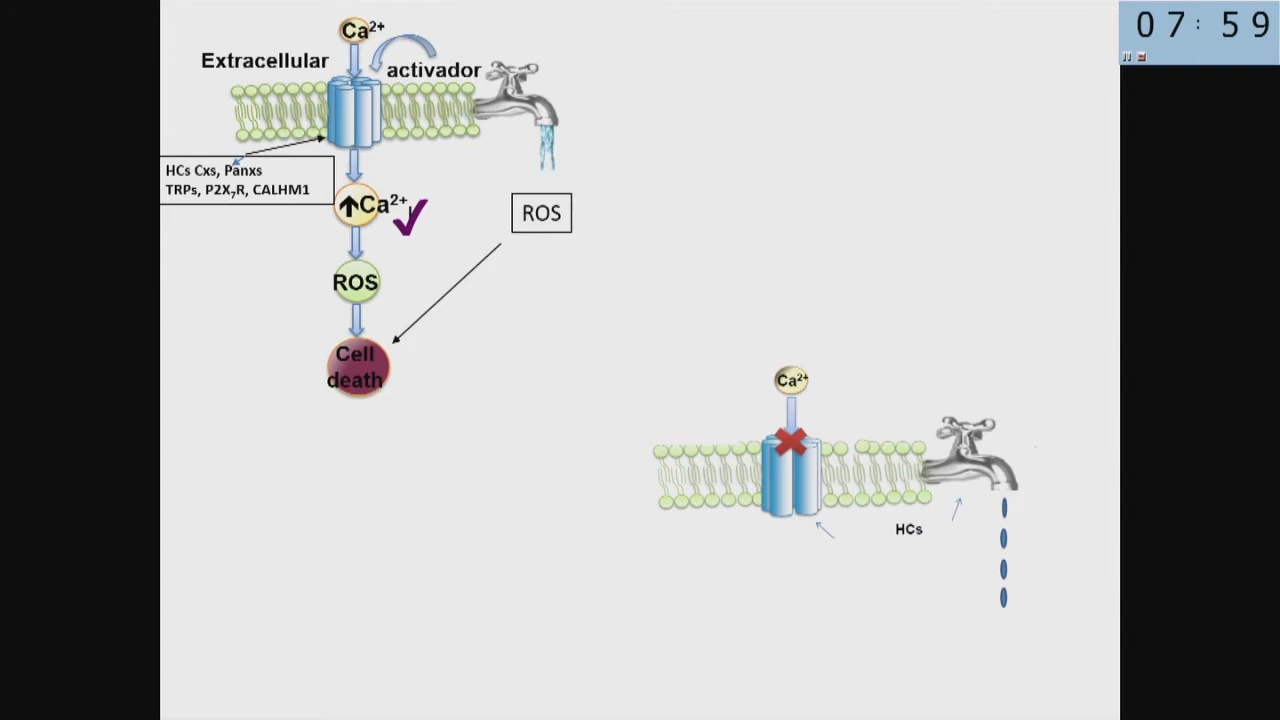 07:59
Ca2+
Extracellular
activador
HCs Cxs, Panxs
TRPs, P2X7R, CALHM1
Ca2+
ROS
ROS
Cell
death
Ca2+
HCs